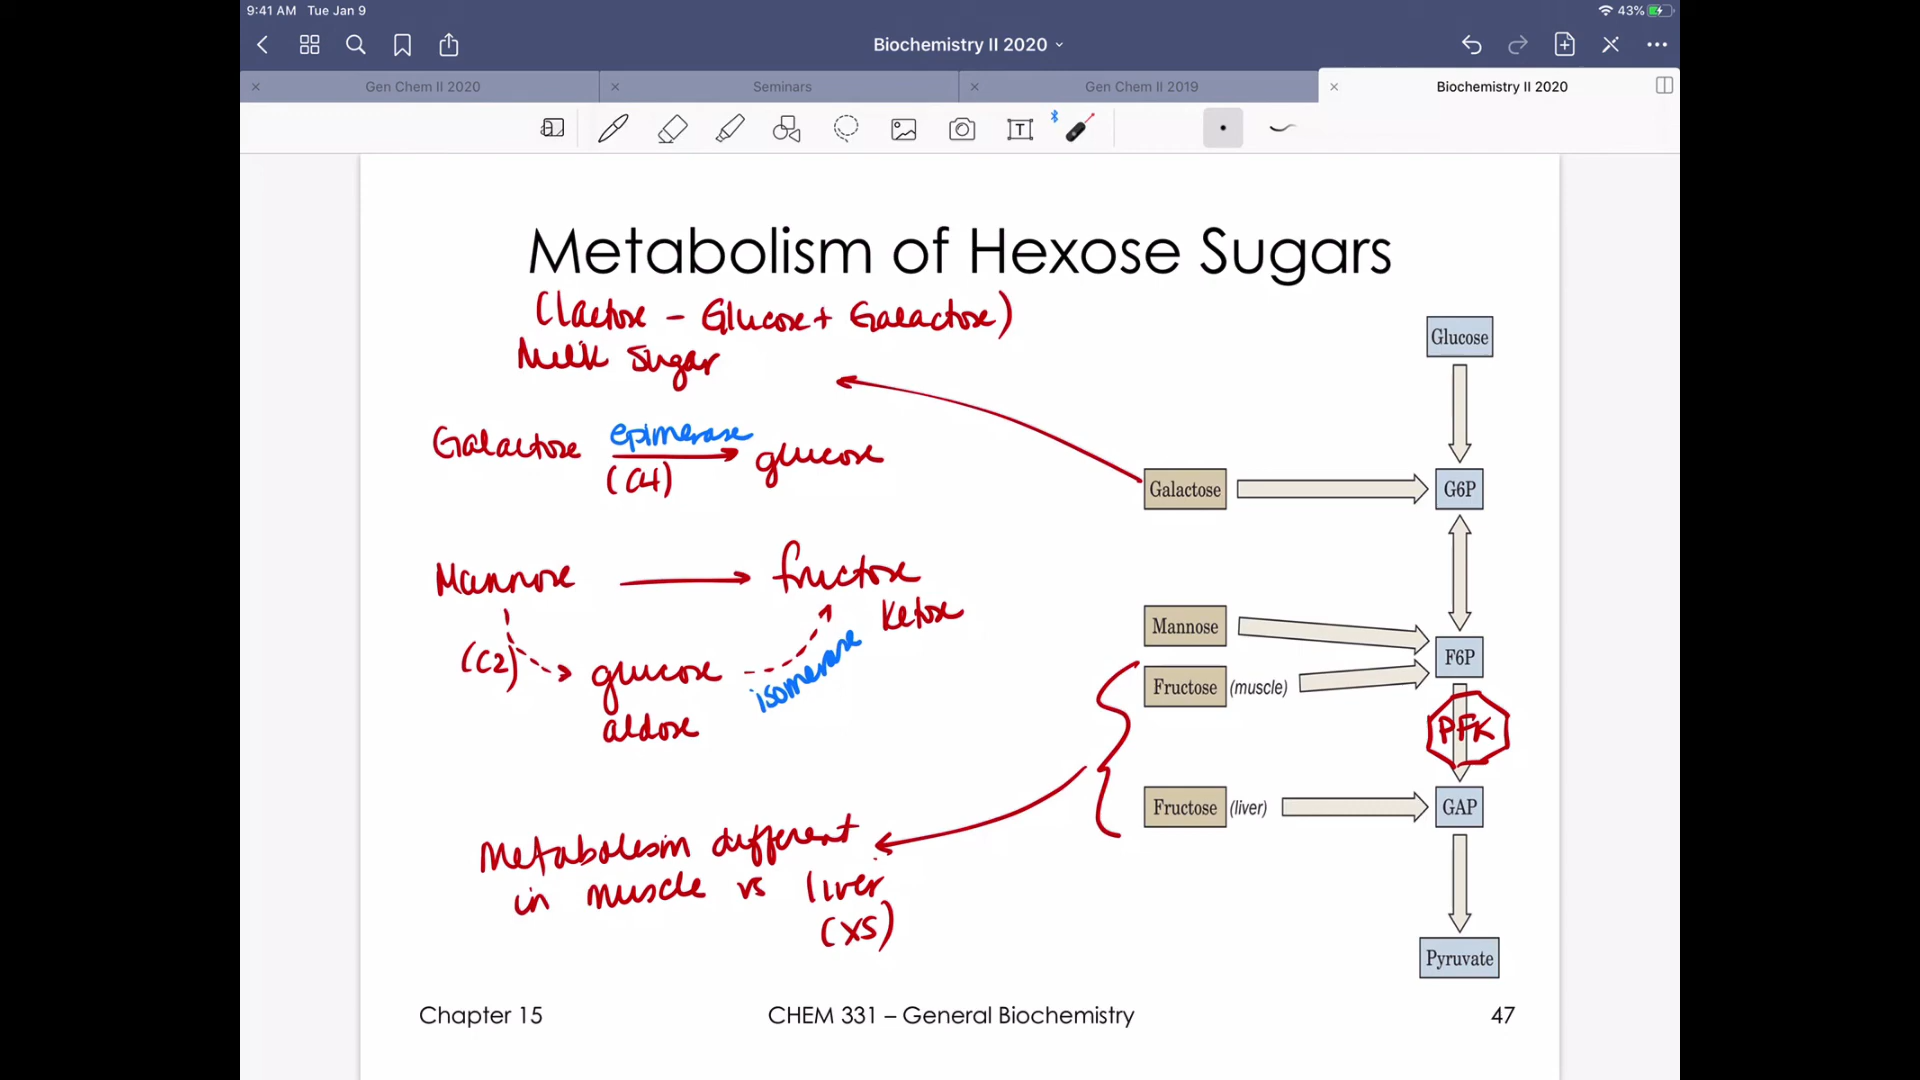 9:41 AM Tue Jan 9
43%
Biochemistry II 2020
Gen Chem II 2020
Seminars
Gen Chem II 2019
Biochemistry II 2020
T
Metabolism of Hexose Sugars
(lactose - Glucose + Galactose)
Milk sugar
Glucose
Galactose epimerase glucose
(C4)
Galactose
G6P
Mannose fructose
ketose
Mannose
(C2) glucose isomerase
aldose
F6P
Fructose (muscle)
PFK
Fructose (liver)
GAP
Metabolism different
in muscle vs liver
(XS)
Pyruvate
Chapter 15
CHEM 331 – General Biochemistry
47